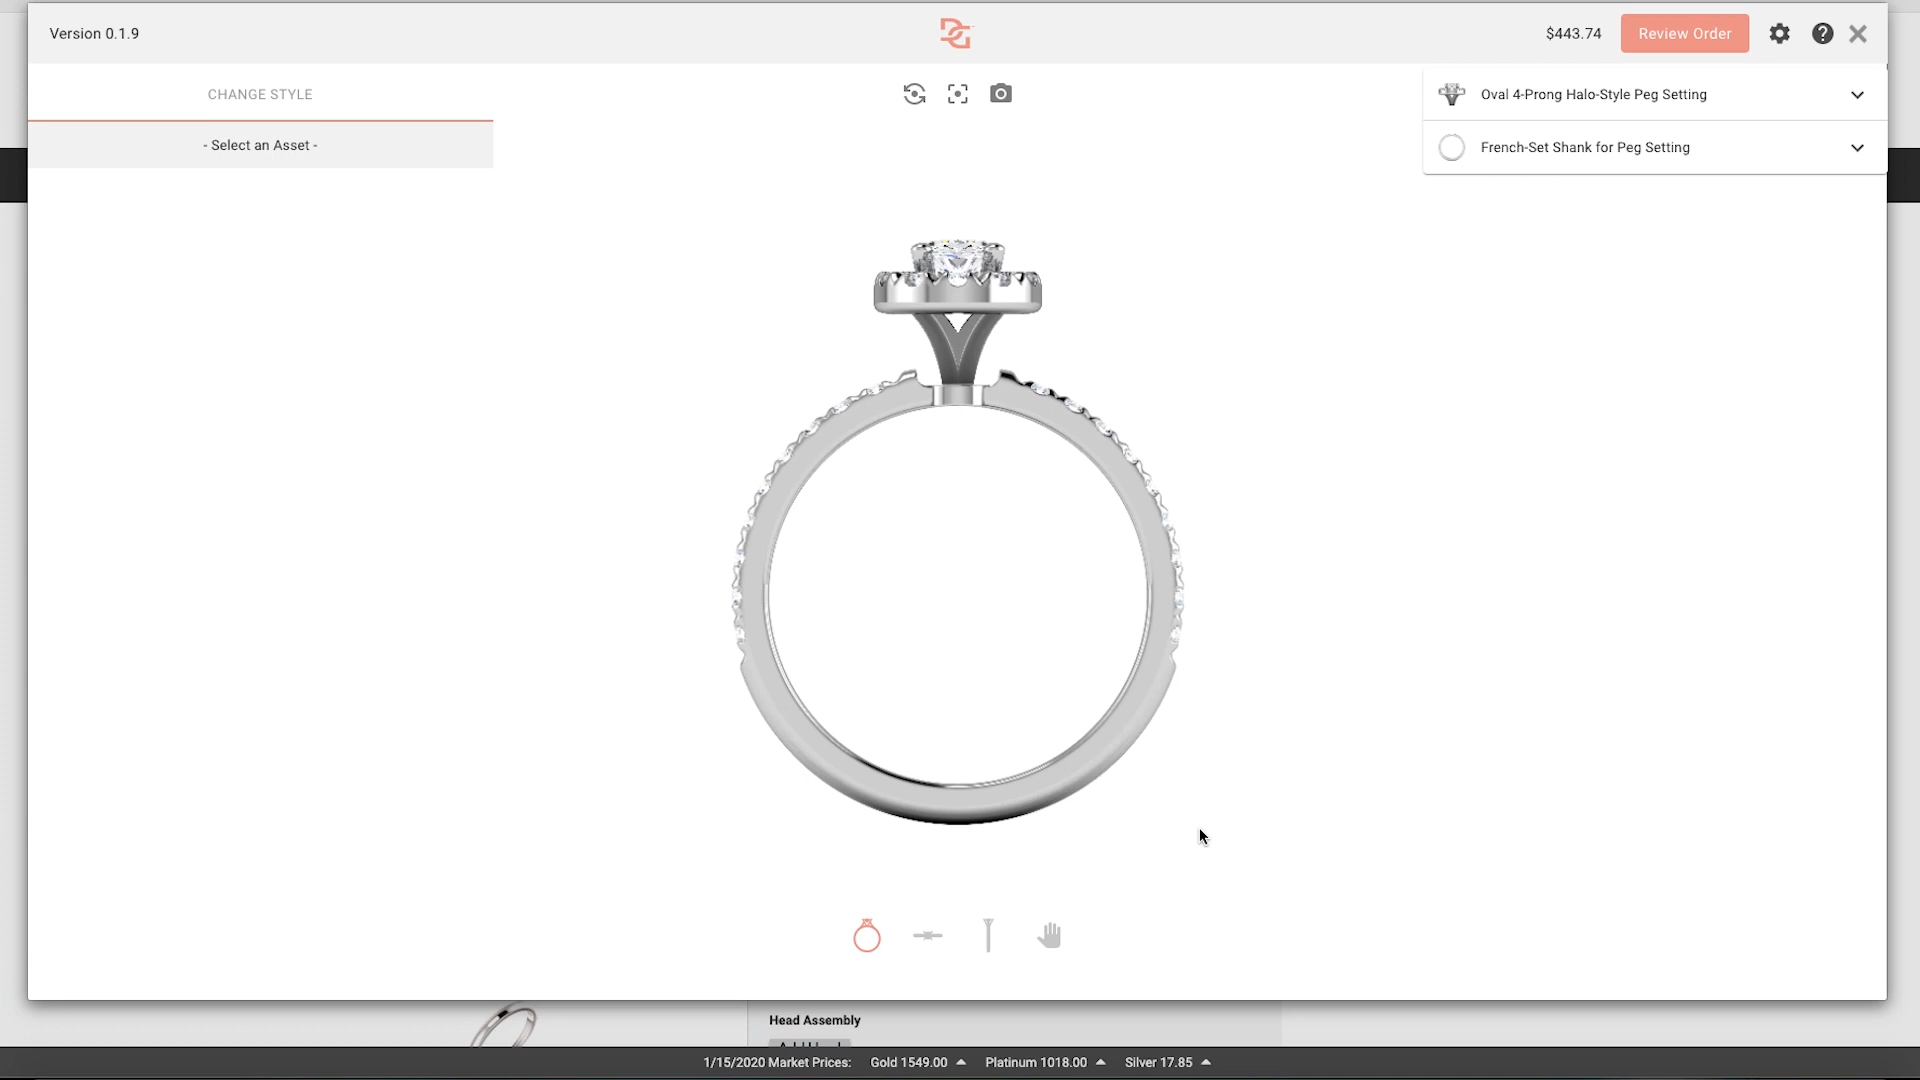 Version 0.1.9
$443.74
Review Order
CHANGE STYLE
- Select an Asset -
Oval 4-Prong Halo-Style Peg Setting
French-Set Shank for Peg Setting
Head Assembly
1/15/2020 Market Prices: Gold 1549.00 Platinum 1018.00 Silver 17.85